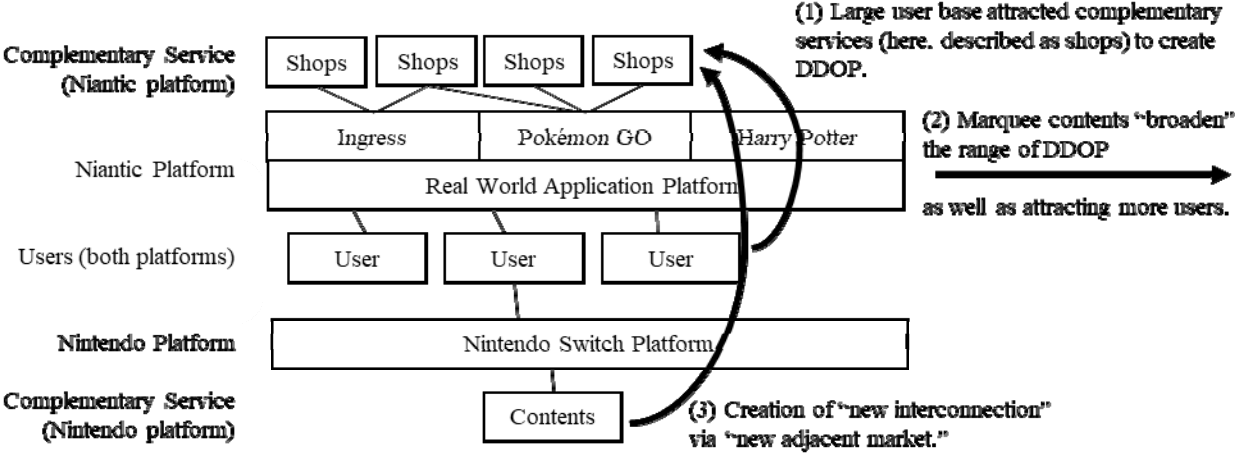 (1) Large user base attracted complementary
services (here. described as shops) to create
DDOP.
Complementary Service
(Niantic platform)
Shops Shops Shops Shops
(2) Marquee contents “broaden”
the range of DDOP
as well as attracting more users.
Niantic Platform
Ingress Pokémon GO Harry Potter
Real World Application Platform
Users (both platforms)
User User User
Nintendo Platform
Nintendo Switch Platform
Complementary Service
(Nintendo platform)
Contents
(3) Creation of “new interconnection”
via “new adjacent market.”